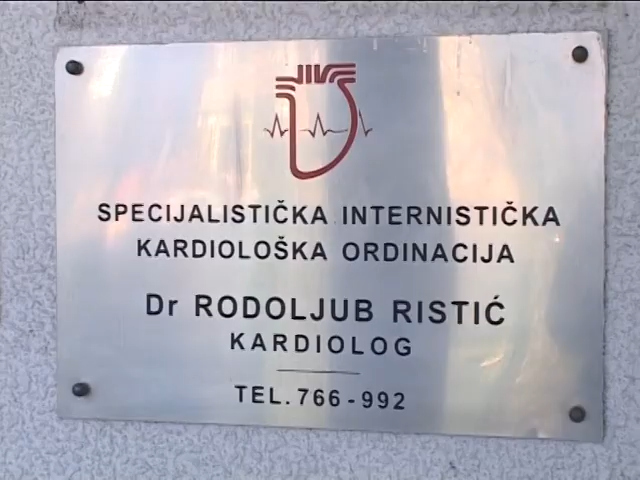 SPECIJALISTIČKA INTERNISTIČKA
KARDIOLOŠKA ORDINACIJA
Dr RODOLJUB RISTIĆ
KARDIOLOG
TEL. 766-992